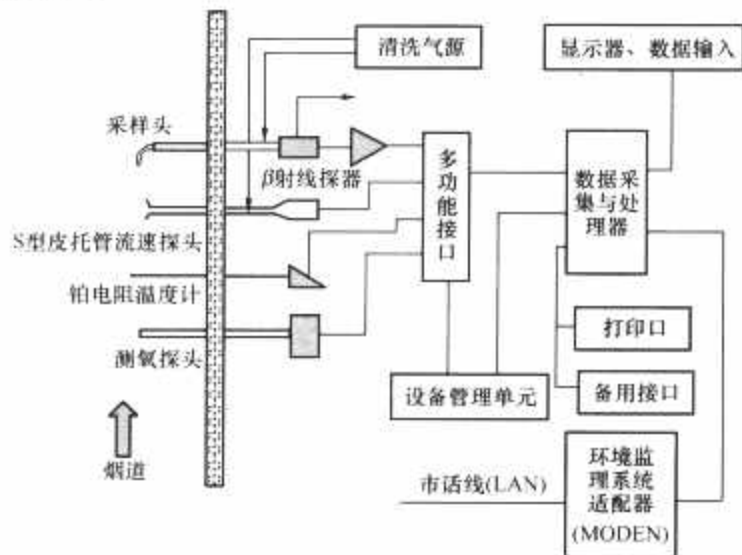 清洗气源
显示器、数据输入
采样头
β射线探器
多
功
能
接
口
数据采
集与处
理器
S型皮托管流速探头
铂电阻温度计
测氧探头
打印口
设备管理单元
备用接口
烟道
市话线(LAN)
环境监
理系统
适配器
(MODEN)